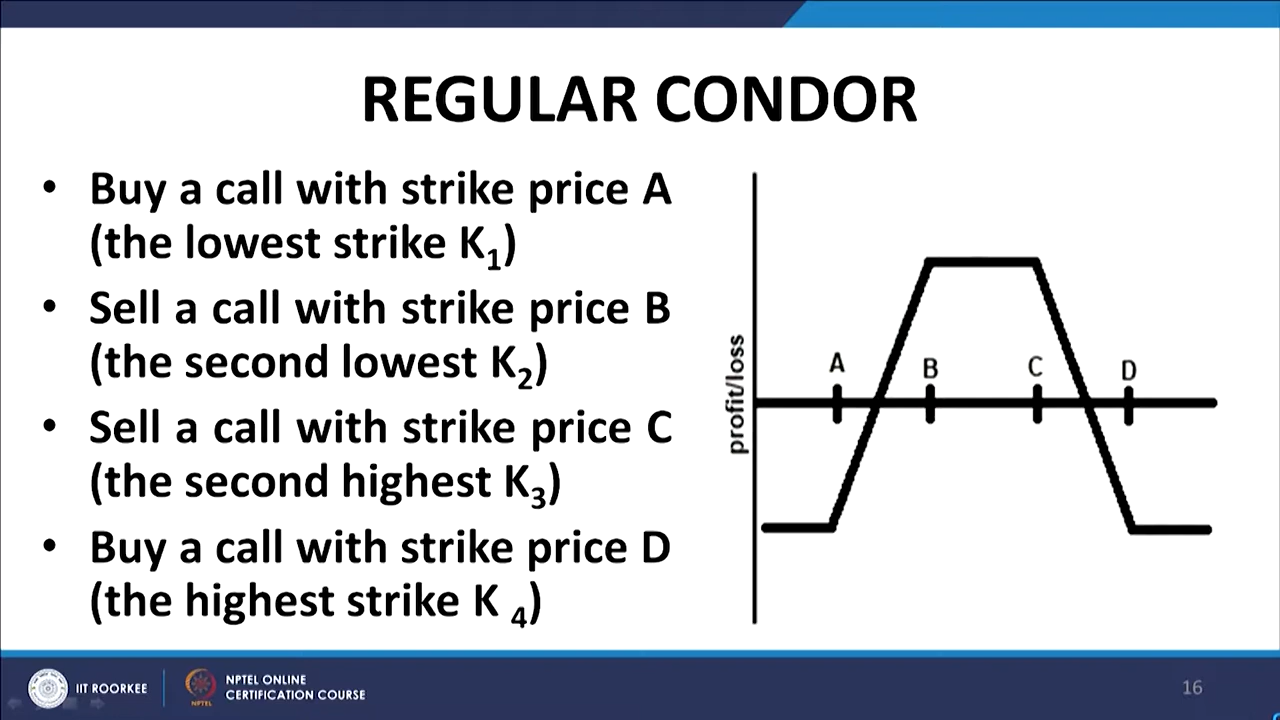 REGULAR CONDOR
• Buy a call with strike price A
(the lowest strike K₁)
• Sell a call with strike price B
(the second lowest K₂)
• Sell a call with strike price C
(the second highest K₃)
• Buy a call with strike price D
(the highest strike K ₄)
profit/loss
A
B
C
D
IIT ROORKEE
NPTEL
NPTEL ONLINE
CERTIFICATION COURSE
16